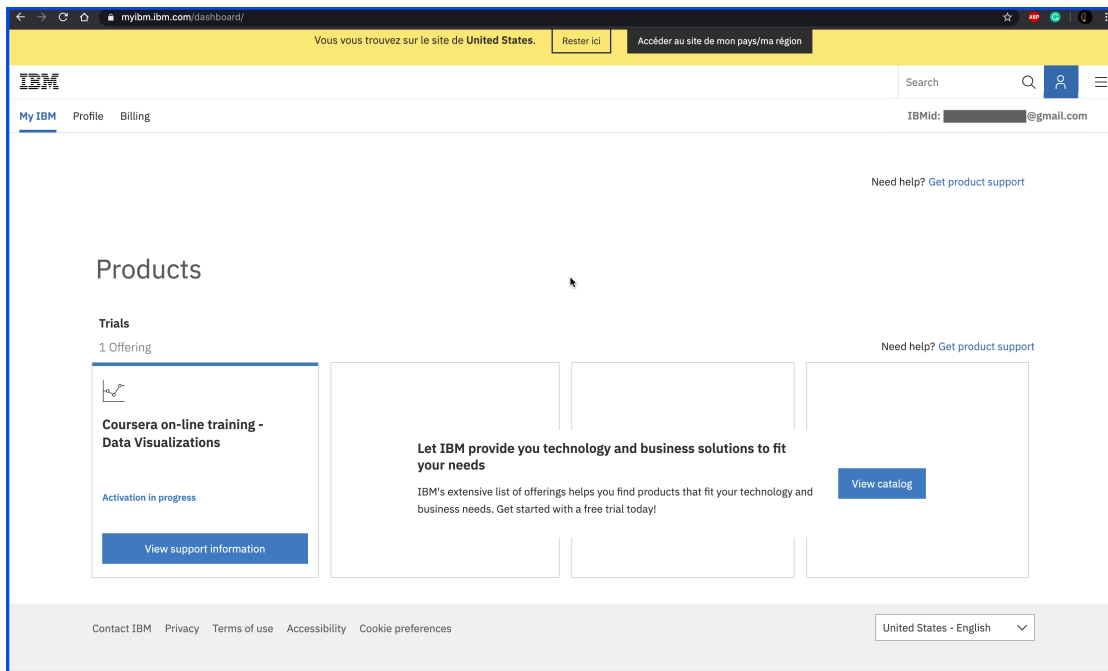 myibm.ibm.com/dashboard/
ABP
G
Vous vous trouvez sur le site de United States.
Rester ici
Accéder au site de mon pays/ma région
IBM
Search
My IBM
Profile
Billing
IBMid:
@gmail.com
Need help? Get product support
Products
Trials
1 Offering
Need help? Get product support
Coursera on-line training -
Data Visualizations
Activation in progress
View support information
Let IBM provide you technology and business solutions to fit
your needs
IBM's extensive list of offerings helps you find products that fit your technology and
business needs. Get started with a free trial today!
View catalog
Contact IBM
Privacy
Terms of use
Accessibility
Cookie preferences
United States - English